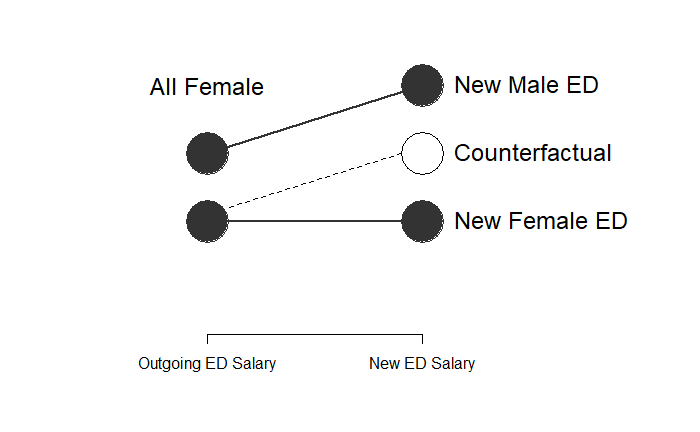 All Female
New Male ED
Counterfactual
New Female ED
Outgoing ED Salary
New ED Salary